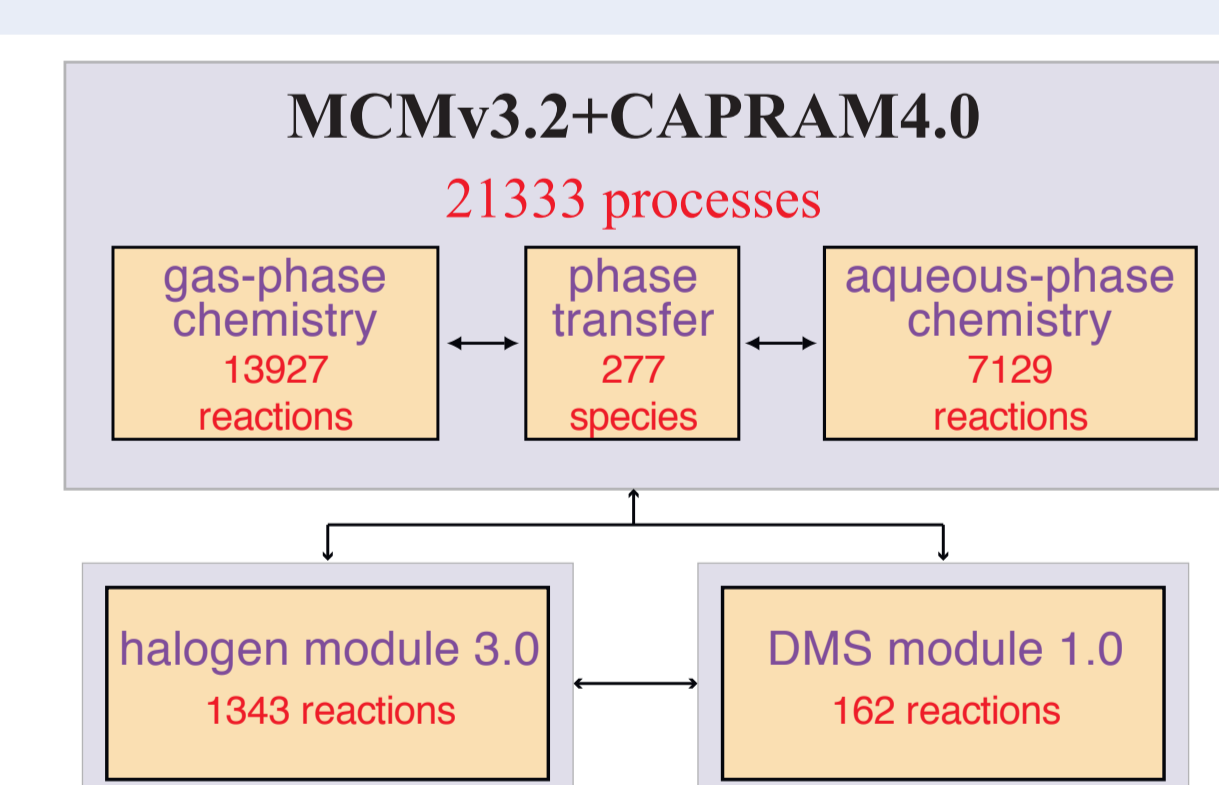 MCMv3.2+CAPRAM4.0
21333 processes
gas-phase
chemistry
13927
reactions
phase
transfer
277
species
aqueous-phase
chemistry
7129
reactions
halogen module 3.0
1343 reactions
DMS module 1.0
162 reactions